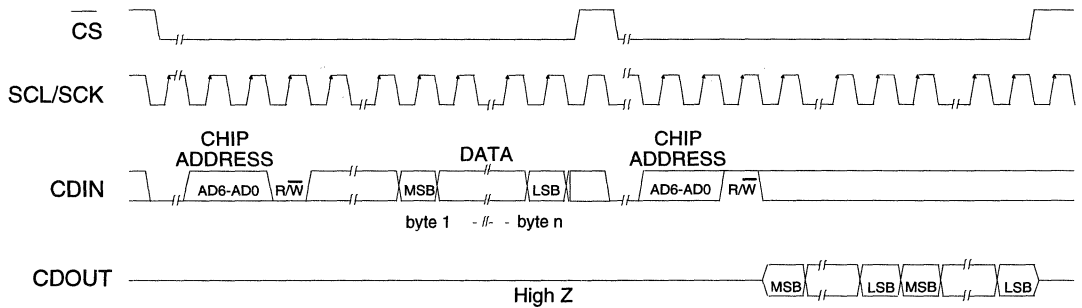 CS
SCL/SCK
CHIP
ADDRESS
DATA
CHIP
ADDRESS
CDIN
AD6-AD0
R/W
MSB
LSB
AD6-AD0
R/W
byte 1
byte n
CDOUT
High Z
MSB
LSB
MSB
LSB